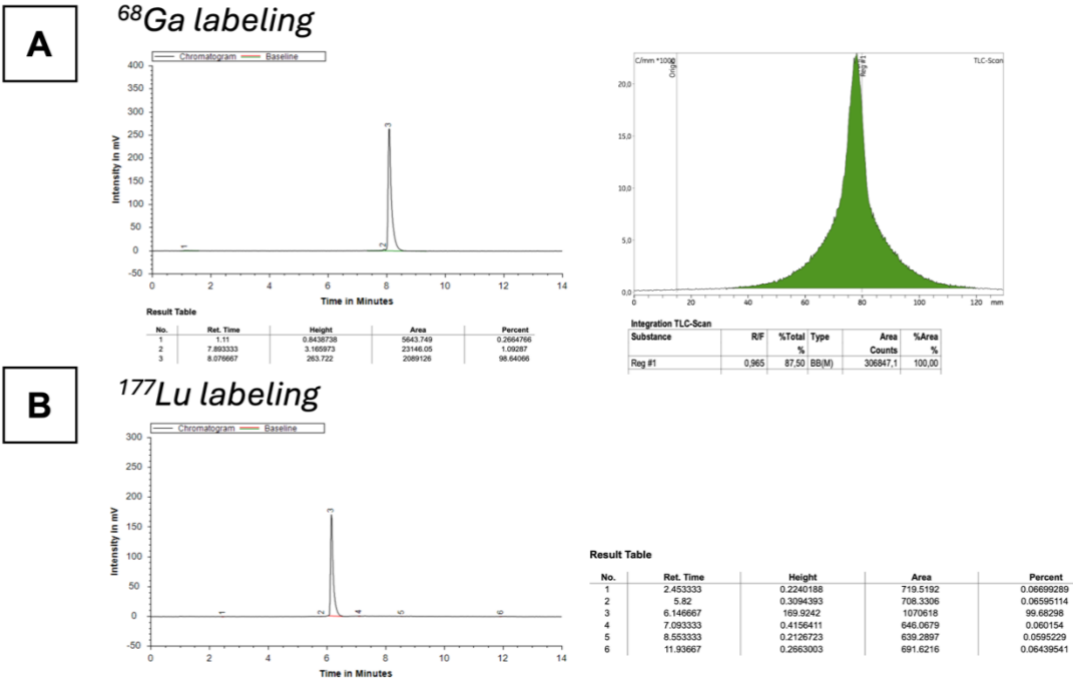 A
68Ga labeling
Chromatogram Baseline
400
350
300
250
200
150
100
50
0
-50
Intensity in mV
1
2
3
0 2 4 6 8 10 12 14
Time in Minutes
Result Table
No. Ret. Time Height Area Percent
1 1.11 0.8438738 5643.749 0.2664766
2 7.893333 3.165973 23146.05 1.09287
3 8.076667 263.722 2089126 98.64066
C/mm *1000 Origin Reg #1 TLC-Scan
20,0
15,0
10,0
5,0
0,0
0 20 40 60 80 100 120 mm
Integration TLC-Scan
Substance R/F %Total Type Area %Area
% Counts %
Reg #1 0,965 87,50 BB(M) 306847,1 100,00
B
177Lu labeling
Chromatogram Baseline
300
250
200
150
100
50
0
-50
Intensity in mV
1 2 3 4 5 6
0 2 4 6 8 10 12 14
Time in Minutes
Result Table
No. Ret. Time Height Area Percent
1 2.453333 0.2240188 719.5192 0.06699289
2 5.82 0.3094393 708.3306 0.06595114
3 6.146667 169.9242 1070618 99.68298
4 7.093333 0.4156411 646.0679 0.060154
5 8.553333 0.2126723 639.2897 0.0595229
6 11.93667 0.2663003 691.6216 0.06439541